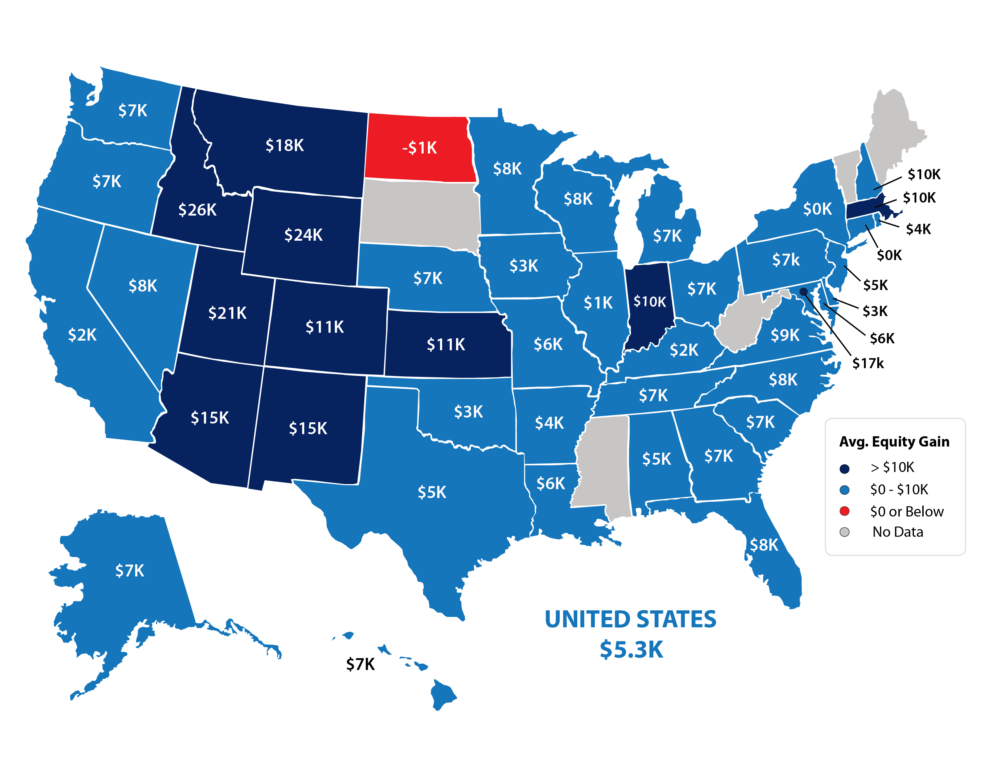 $7K
$18K
-$1K
$8K
$7K
$10K
$8K
$10K
$26K
$0K
$4K
$24K
$7K
$0K
$7k
$3K
$7K
$8K
$5K
$7K
$1K
$10K
$21K
$3K
$11K
$2K
$9K
$6K
$11K
$6K
$2K
$17k
$8K
$7K
$3K
$15K
$7K
$4K
$15K
Avg. Equity Gain
$5K
$7K
> $10K
$6K
$5K
$0 - $10K
$0 or Below
No Data
$8K
$7K
UNITED STATES
$5.3K
$7K